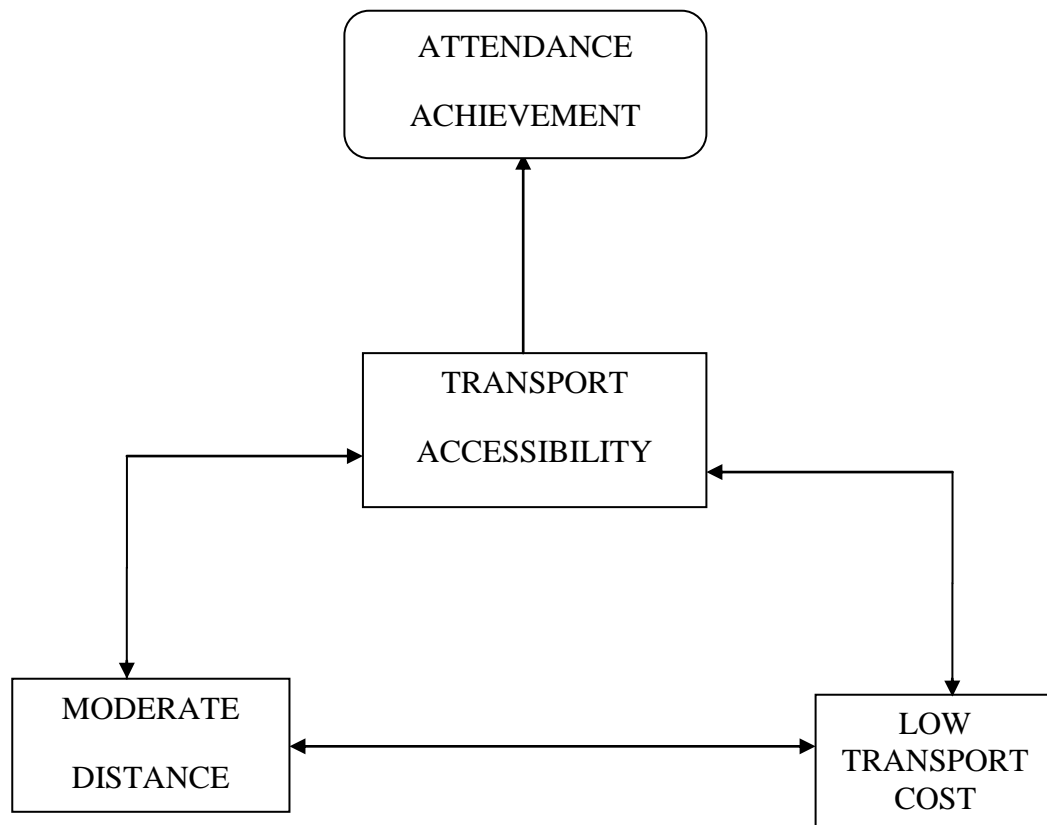 ATTENDANCE
ACHIEVEMENT
TRANSPORT
ACCESSIBILITY
MODERATE
DISTANCE
LOW
TRANSPORT
COST